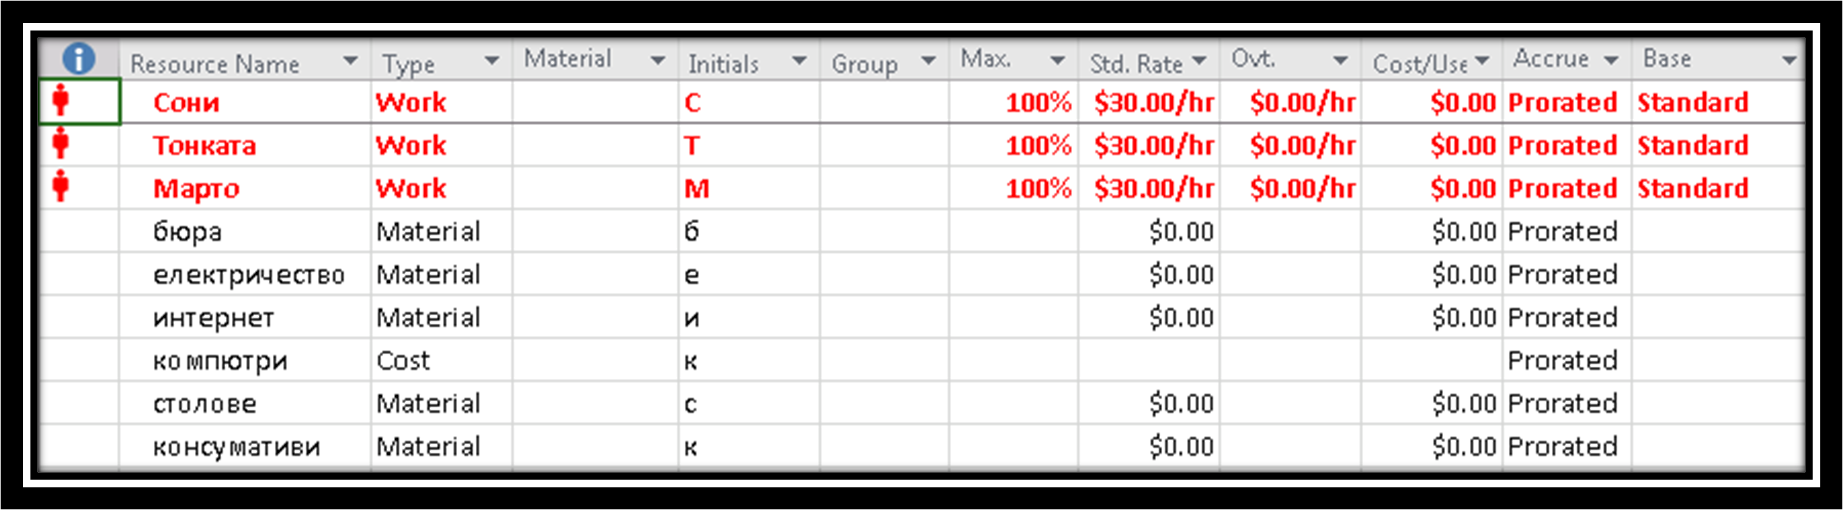 Resource Name Type Material Initials Group Max. Std. Rate Ovt. Cost/Use Accrue Base
Сони Work С 100% $30.00/hr $0.00/hr $0.00 Prorated Standard
Тонката Work Т 100% $30.00/hr $0.00/hr $0.00 Prorated Standard
Марто Work М 100% $30.00/hr $0.00/hr $0.00 Prorated Standard
бюра Material б $0.00 $0.00 Prorated
електричество Material е $0.00 $0.00 Prorated
интернет Material и $0.00 $0.00 Prorated
компютри Cost к Prorated
столове Material с $0.00 $0.00 Prorated
консумативи Material к $0.00 $0.00 Prorated